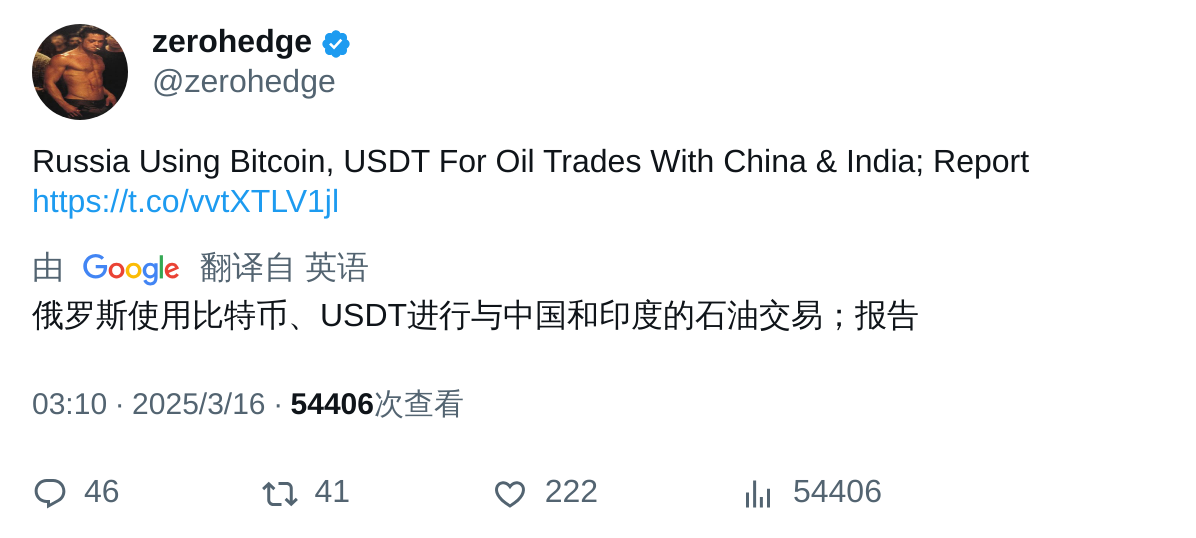 zerohedge
@zerohedge
Russia Using Bitcoin, USDT For Oil Trades With China & India; Report
https://t.co/vvtXTLV1jl
由 Google 翻译自 英语
俄罗斯使用比特币、USDT进行与中国和印度的石油交易；报告
03:10 · 2025/3/16 · 54406次查看
46 41 222 54406